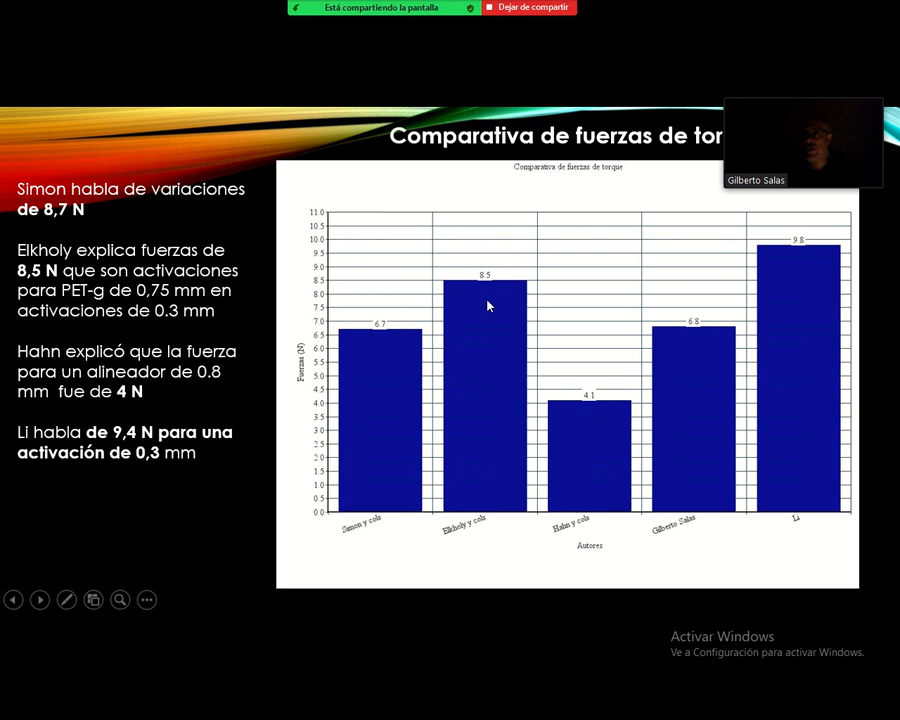 Está compartiendo la pantalla
Dejar de compartir
Comparativa de fuerzas de tor
Gilberto Salas
Simon habla de variaciones
de 8,7 N
Elkholy explica fuerzas de
8,5 N que son activaciones
para PET-g de 0,75 mm en
activaciones de 0.3 mm
Hahn explicó que la fuerza
para un alineador de 0.8
mm fue de 4 N
Li habla de 9,4 N para una
activación de 0,3 mm
Comparativa de fuerzas de torque
Fuerzas (N)
11.0
10.5
10.0
9.5
9.0
8.5
8.0
7.5
7.0
6.5
6.0
5.5
5.0
4.5
4.0
3.5
3.0
2.5
2.0
1.5
1.0
0.5
0.0
6.7
8.5
4.1
6.8
9.8
Simon y cols
Elkholy y cols
Hahn y cols
Gilberto Salas
Li
Autores
Activar Windows
Ve a Configuración para activar Windows.